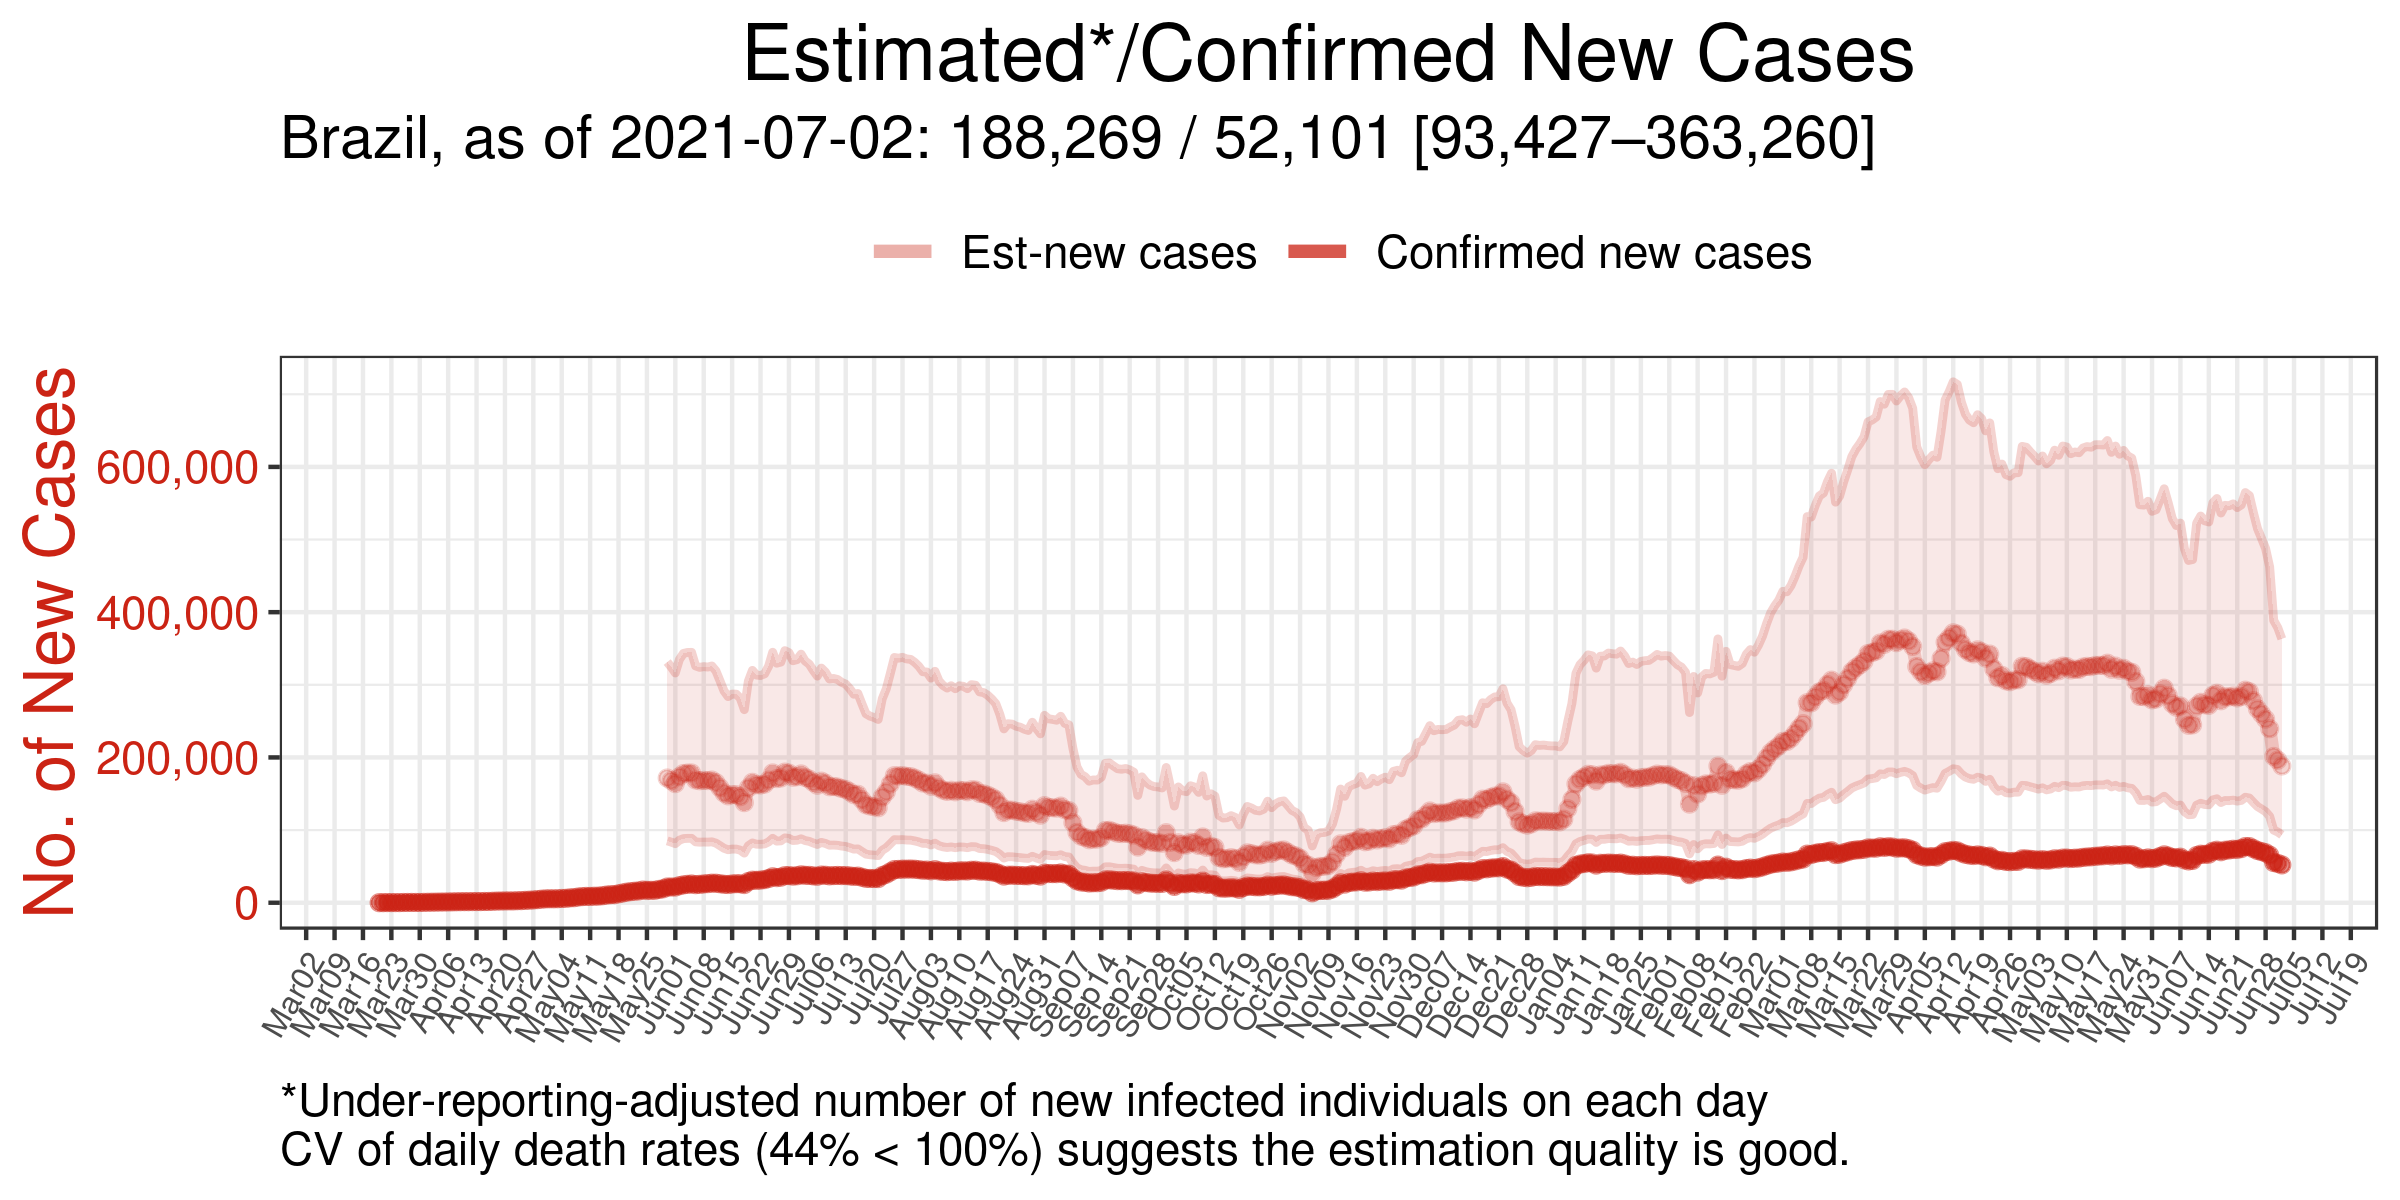 Estimated*/Confirmed New Cases
Brazil, as of 2021-07-02: 188,269 / 52,101 [93,427–363,260]
Est-new cases Confirmed new cases
No. of New Cases
600,000
400,000
200,000
0
Mar02 Mar09 Mar16 Mar23 Mar30 Apr06 Apr13 Apr20 Apr27 May04 May11 May18 May25 Jun01 Jun08 Jun15 Jun22 Jun29 Jul06 Jul13 Jul20 Jul27 Aug03 Aug10 Aug17 Aug24 Aug31 Sep07 Sep14 Sep21 Sep28 Oct05 Oct12 Oct19 Oct26 Nov02 Nov09 Nov16 Nov23 Nov30 Dec07 Dec14 Dec21 Dec28 Jan04 Jan11 Jan18 Jan25 Feb01 Feb08 Feb15 Feb22 Mar01 Mar08 Mar15 Mar22 Mar29 Apr05 Apr12 Apr19 Apr26 May03 May10 May17 May24 May31 Jun07 Jun14 Jun21 Jun28 Jul05 Jul12 Jul19
*Under-reporting-adjusted number of new infected individuals on each day
CV of daily death rates (44% < 100%) suggests the estimation quality is good.